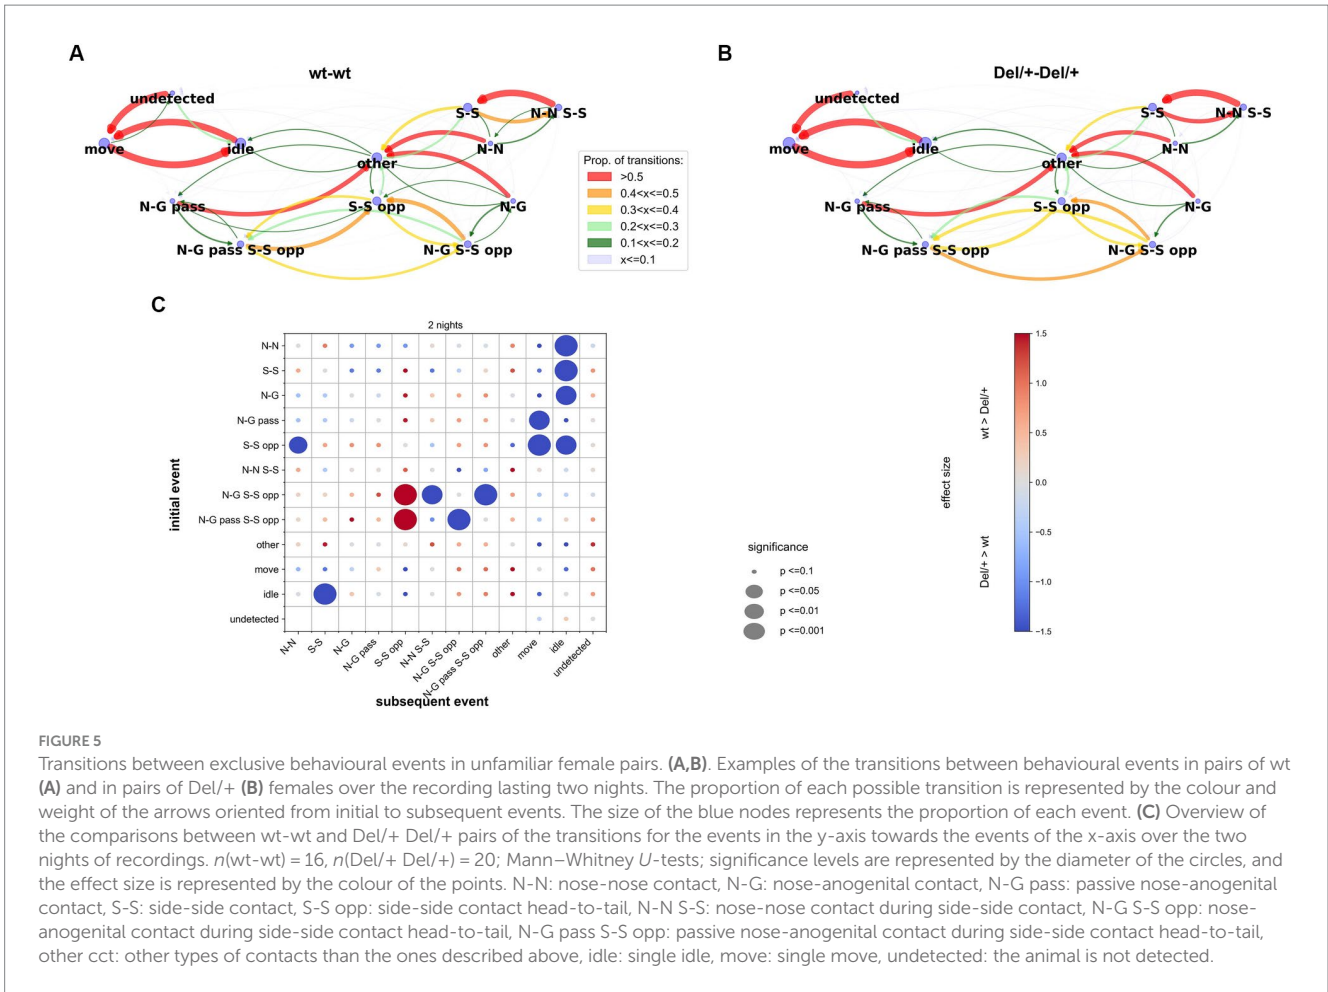 A
B
wt-wt
Del/+-Del/+
undetected
S-S
N-N S-S
move
idle
N-N
other
N-G pass
S-S opp
N-G
N-G pass S-S opp
N-G S-S opp
Prop. of transitions:
>0.5
0.4<x<=0.5
0.3<x<=0.4
0.2<x<=0.3
0.1<x<=0.2
x<=0.1
undetected
S-S
N-N S-S
move
idle
N-N
other
N-G pass
S-S opp
N-G
N-G pass S-S opp
N-G S-S opp
C
2 nights
initial event
N-N
S-S
N-G
N-G pass
S-S opp
N-N S-S
N-G S-S opp
N-G pass S-S opp
other
move
idle
undetected
N-N
S-S
N-G
N-G pass
S-S opp
N-N S-S
N-G S-S opp
N-G pass S-S opp
other
move
idle
undetected
subsequent event
significance
p <=0.1
p <=0.05
p <=0.01
p <=0.001
effect size
wt > Del/+
Del/+ > wt
1.5
1.0
0.5
0.0
−0.5
−1.0
−1.5
FIGURE 5
Transitions between exclusive behavioural events in unfamiliar female pairs. (A,B). Examples of the transitions between behavioural events in pairs of wt
(A) and in pairs of Del/+ (B) females over the recording lasting two nights. The proportion of each possible transition is represented by the colour and
weight of the arrows oriented from initial to subsequent events. The size of the blue nodes represents the proportion of each event. (C) Overview of
the comparisons between wt-wt and Del/+ Del/+ pairs of the transitions for the events in the y-axis towards the events of the x-axis over the two
nights of recordings. n(wt-wt) = 16, n(Del/+ Del/+) = 20; Mann–Whitney U-tests; significance levels are represented by the diameter of the circles, and
the effect size is represented by the colour of the points. N-N: nose-nose contact, N-G: nose-anogenital contact, N-G pass: passive nose-anogenital
contact, S-S: side-side contact, S-S opp: side-side contact head-to-tail, N-N S-S: nose-nose contact during side-side contact, N-G S-S opp: nose-
anogenital contact during side-side contact head-to-tail, N-G pass S-S opp: passive nose-anogenital contact during side-side contact head-to-tail,
other cct: other types of contacts than the ones described above, idle: single idle, move: single move, undetected: the animal is not detected.